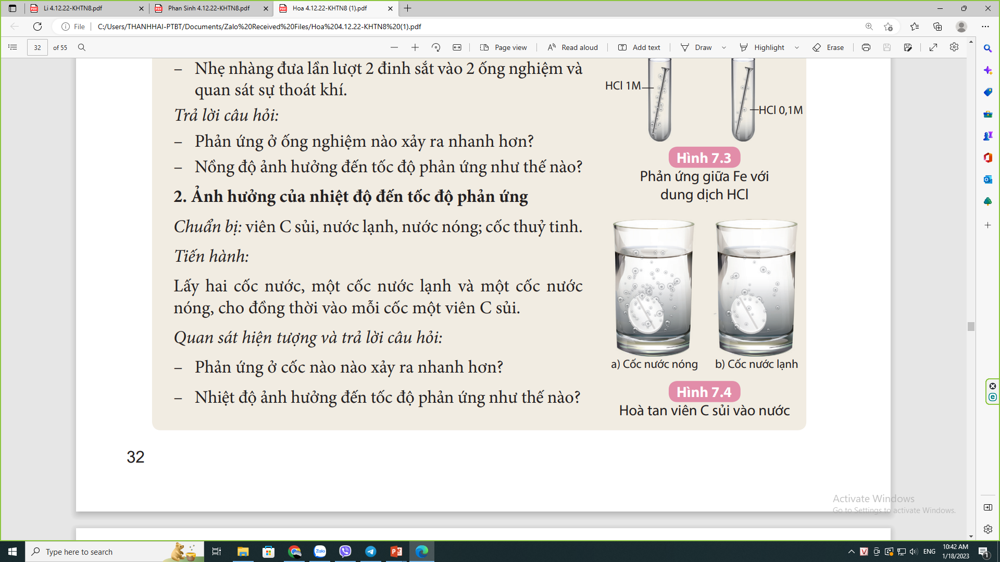 Li 4.12.22-KHTN8.pdf
Phan Sinh 4.12.22-KHTN8.pdf
Hoa 4.12.22-KHTN8 (1).pdf
File
C:/Users/THANHHAI-PTBT/Documents/Zalo%20Received%20Files/Hoa%204.12.22-KHTN8%20(1).pdf
32 of 55
Page view
Read aloud
Add text
Draw
Highlight
Erase
– Nhẹ nhàng đưa lần lượt 2 đinh sắt vào 2 ống nghiệm và
quan sát sự thoát khí.
Trả lời câu hỏi:
– Phản ứng ở ống nghiệm nào xảy ra nhanh hơn?
– Nồng độ ảnh hưởng đến tốc độ phản ứng như thế nào?
2. Ảnh hưởng của nhiệt độ đến tốc độ phản ứng
Chuẩn bị: viên C sủi, nước lạnh, nước nóng; cốc thuỷ tinh.
Tiến hành:
Lấy hai cốc nước, một cốc nước lạnh và một cốc nước
nóng, cho đồng thời vào mỗi cốc một viên C sủi.
Quan sát hiện tượng và trả lời câu hỏi:
– Phản ứng ở cốc nào nào xảy ra nhanh hơn?
– Nhiệt độ ảnh hưởng đến tốc độ phản ứng như thế nào?
HCl 1M
HCl 0,1M
Hình 7.3
Phản ứng giữa Fe với
dung dịch HCl
a) Cốc nước nóng
b) Cốc nước lạnh
Hình 7.4
Hoà tan viên C sủi vào nước
32
Activate Windows
Go to Settings to activate Windows.
Type here to search
Zalo
ENG
10:42 AM
1/18/2023
1